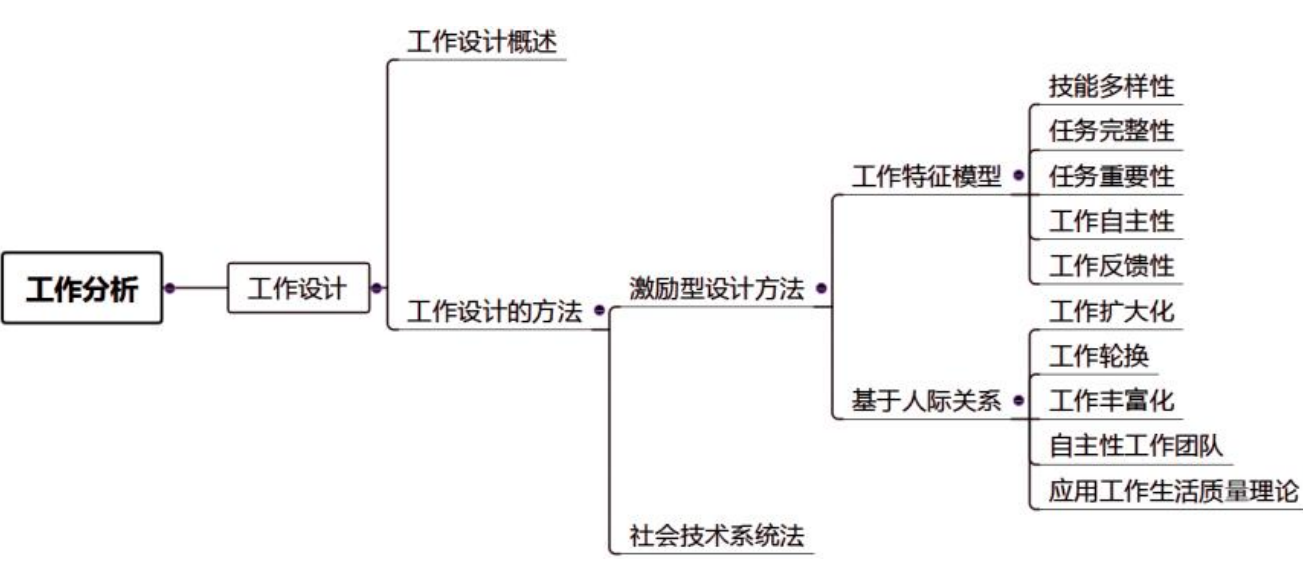 工作分析
工作设计
工作设计概述
工作设计的方法
激励型设计方法
工作特征模型
技能多样性
任务完整性
任务重要性
工作自主性
工作反馈性
基于人际关系
工作扩大化
工作轮换
工作丰富化
自主性工作团队
应用工作生活质量理论
社会技术系统法